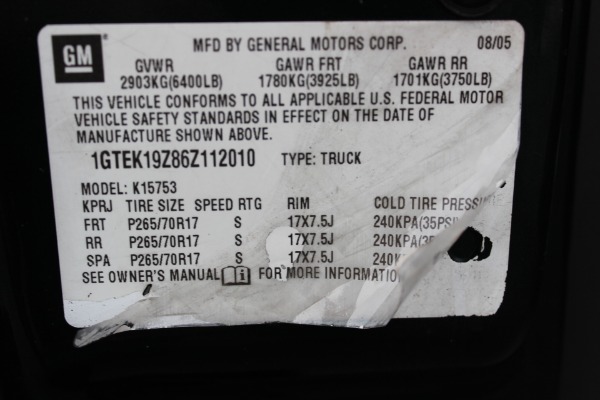 GM
MFD BY GENERAL MOTORS CORP. 08/05
GVWR GAWR FRT GAWR RR
2903KG(6400LB) 1780KG(3925LB) 1701KG(3750LB)
THIS VEHICLE CONFORMS TO ALL APPLICABLE U.S. FEDERAL MOTOR
VEHICLE SAFETY STANDARDS IN EFFECT ON THE DATE OF
MANUFACTURE SHOWN ABOVE.
1GTEK19Z86Z112010 TYPE: TRUCK
MODEL: K15753
KPRJ TIRE SIZE SPEED RTG RIM COLD TIRE
FRT P265/70R17 S 17X7.5J 240KPA(35PSI
RR P265/70R17 S 17X7.5J 240KPA(35
SPA P265/70R17 S 17X7.5J
SEE OWNER'S MANUAL FOR MORE INFORMATION